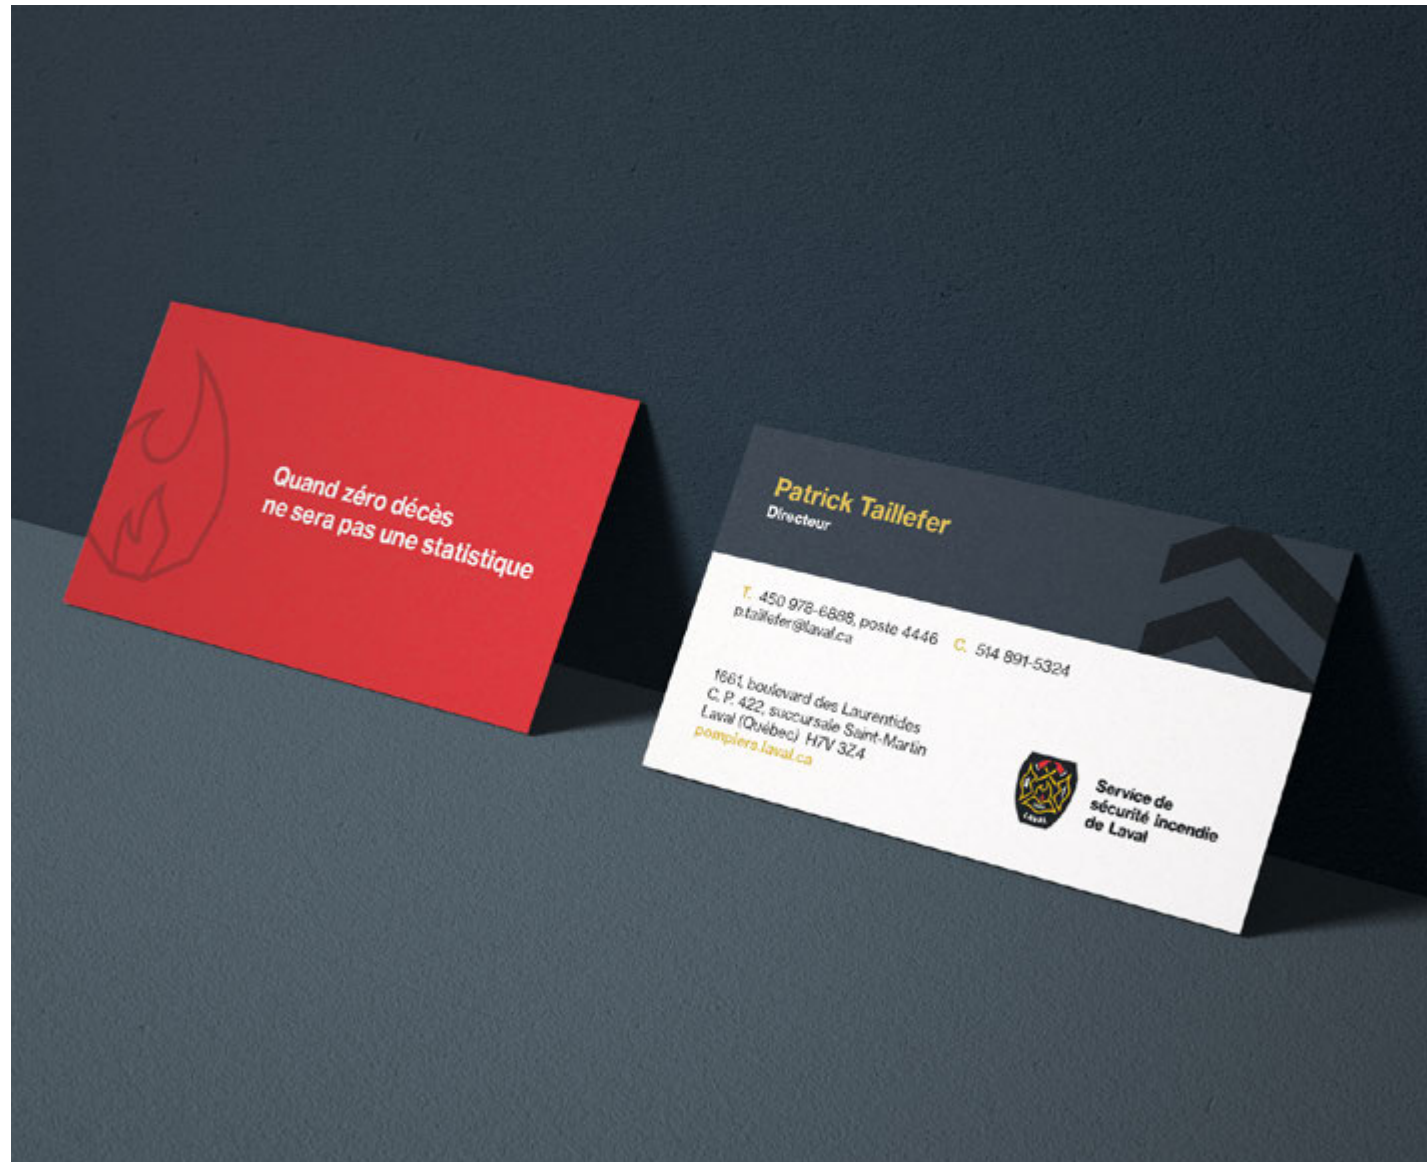 Quand zéro décès
ne sera pas une statistique
Patrick Taillefer
Directeur
T. 450 978-6888, poste 4446 C. 514 891-5324
p.taillefer@laval.ca
1661, boulevard des Laurentides
C. P. 422, succursale Saint-Martin
Laval (Québec) H7V 3Z4
pompiers.laval.ca
LAVAL
Service de
sécurité incendie
de Laval